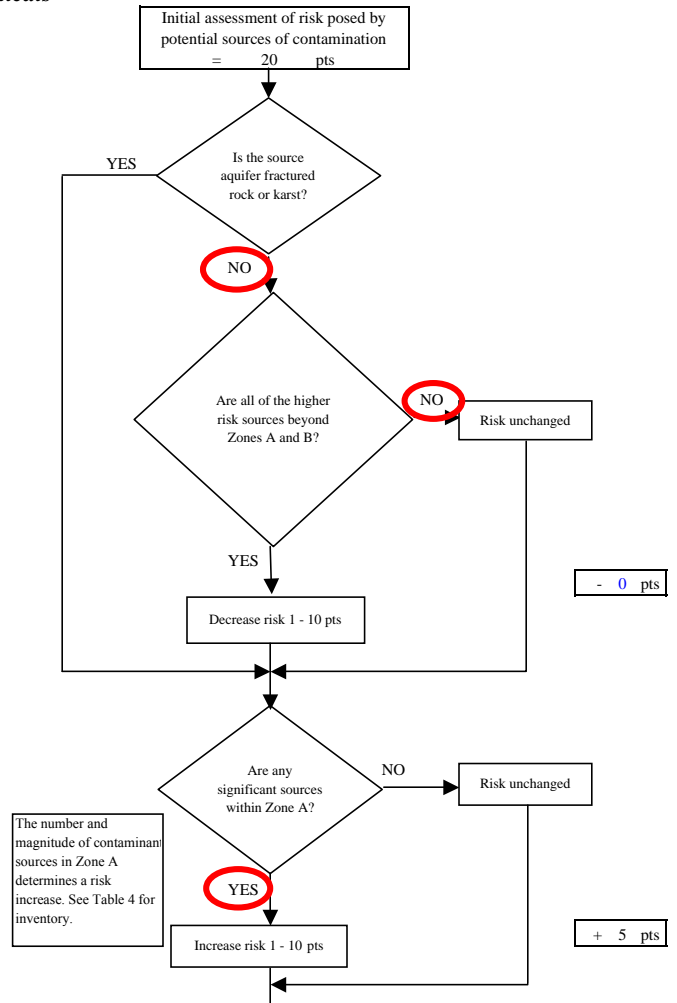 Initial assessment of risk posed by
potential sources of contamination
= 20 pts
YES
Is the source
aquifer fractured
rock or karst?
NO
Are all of the higher
risk sources beyond
Zones A and B?
NO
Risk unchanged
YES
- 0 pts
Decrease risk 1 - 10 pts
Are any
significant sources
within Zone A?
NO
Risk unchanged
The number and
magnitude of contaminant
sources in Zone A
determines a risk
increase. See Table 4 for
inventory.
YES
+ 5 pts
Increase risk 1 - 10 pts